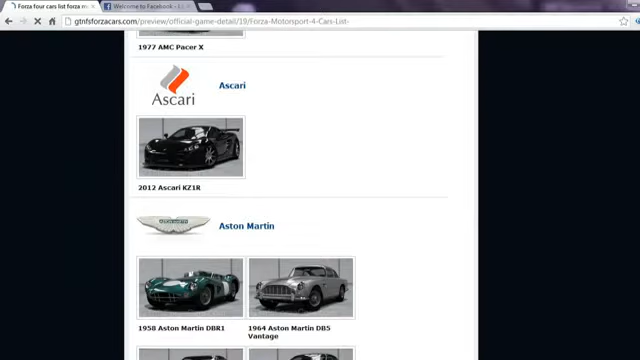 Forza four cars list forza m
Welcome to Facebook - L
gtnfsforzacars.com/preview/official-game-detail/19/Forza-Motorsport-4-Cars-List-
1977 AMC Pacer X
Ascari
Ascari
2012 Ascari KZ1R
Aston Martin
1958 Aston Martin DBR1
1964 Aston Martin DB5
Vantage